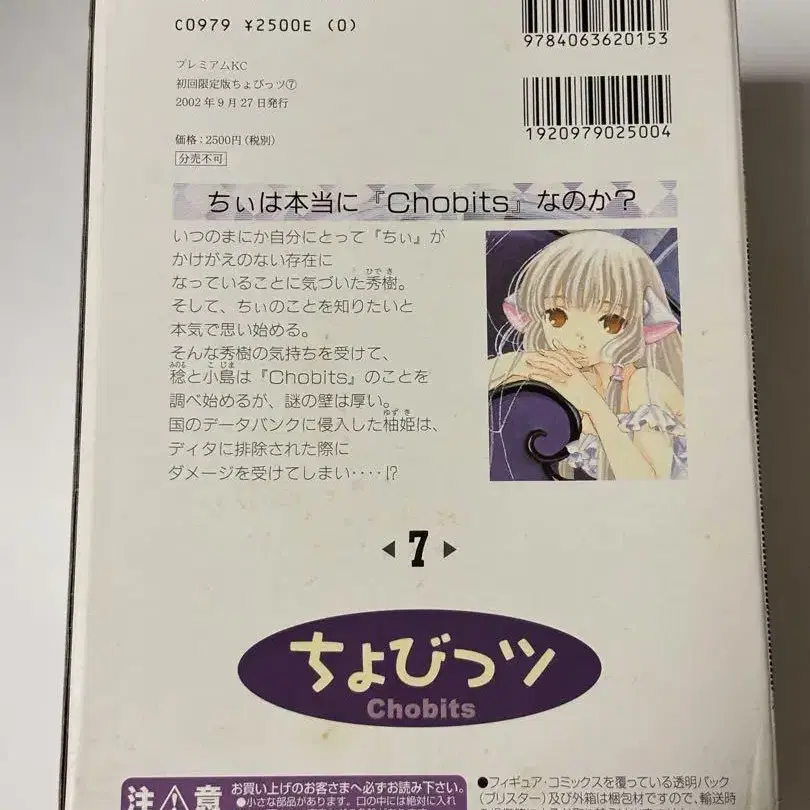 C0979 ¥2500E (0)
9784063620153
プレミアムKC
初回限定版ちょびっツ⑦
2002年9月27日発行
1920979025004
価格：2500円（税別）
分売不可
ちぃは本当に『Chobits』なのか？
いつのまにか自分にとって『ちぃ』が
かけがえのない存在に
なっていることに気づいた秀樹。
そして、ちぃのことを知りたいと
本気で思い始める。
そんな秀樹の気持ちを受けて、
稔と小島は『Chobits』のことを
調べ始めるが、謎の壁は厚い。
国のデータバンクに侵入した柚姫は、
ディタに排除された際に
ダメージを受けてしまい‥‥!?
7
ちょびっツ
Chobits
注⚠意
お買い上げのお客さまへ必ずお読み下さい。
●小さな部品があります。口の中には絶対に入れ
●フィギュア・コミックスを覆っている透明パック
（ブリスター）及び外箱は梱包材ですので、輸送時